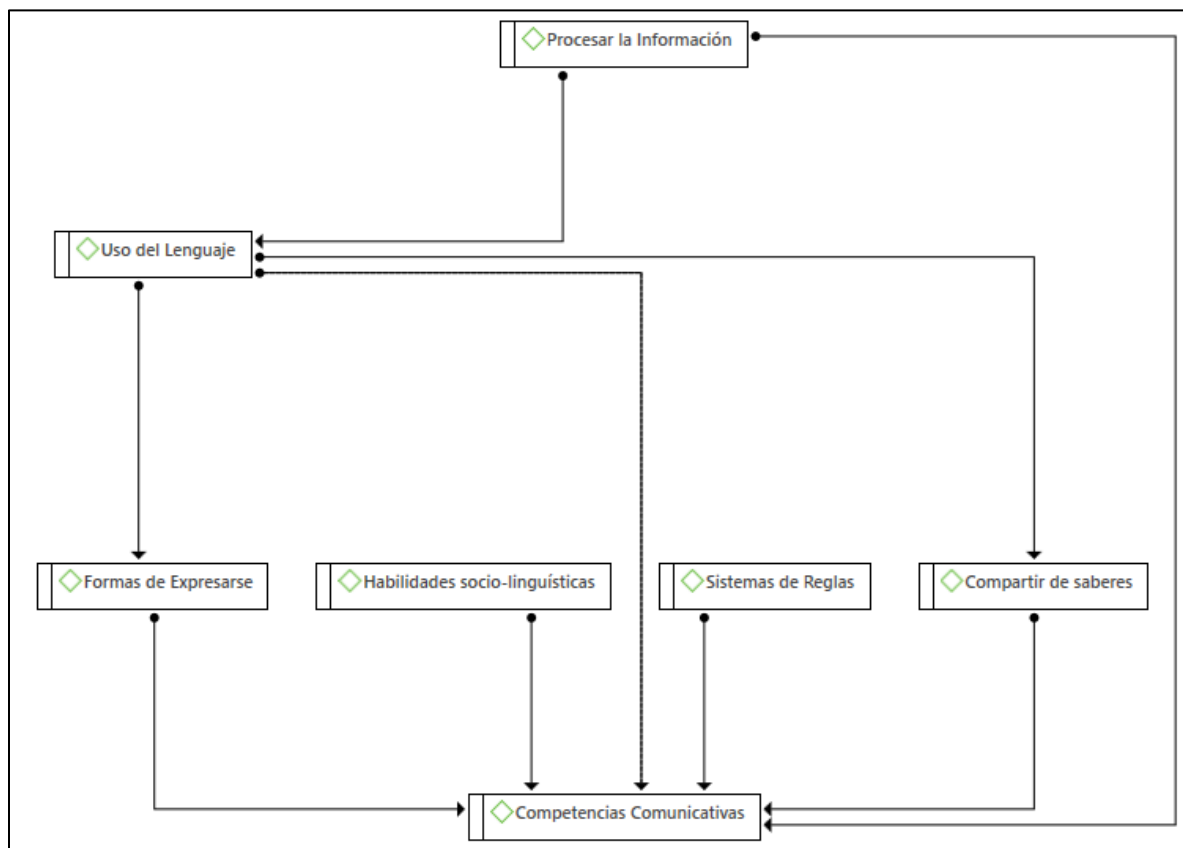 Procesar la Información
Uso del Lenguaje
Formas de Expresarse
Habilidades socio-linguísticas
Sistemas de Reglas
Compartir de saberes
Competencias Comunicativas